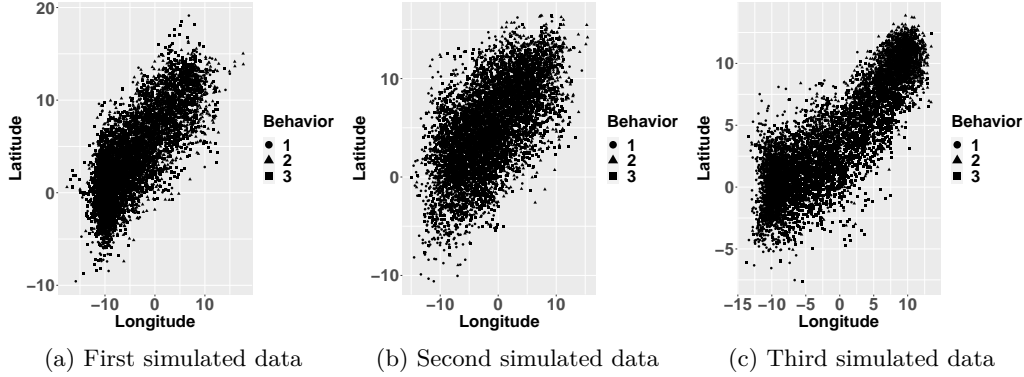 20
10
0
−10
−10 0 10
Longitude
Latitude
Behavior
1
2
3
(a) First simulated data
10
0
−10
−10 0 10
Longitude
Latitude
Behavior
1
2
3
(b) Second simulated data
10
5
0
−5
−15 −10 −5 0 5 10
Longitude
Latitude
Behavior
1
2
3
(c) Third simulated data